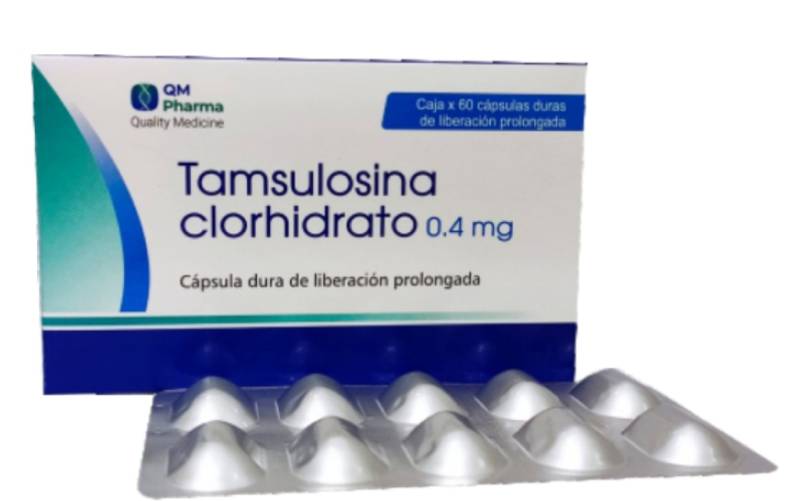 QM
Pharma
Quality Medicine
Caja x 60 cápsulas duras
de liberación prolongada
Tamsulosina
clorhidrato 0.4 mg
Cápsula dura de liberación prolongada